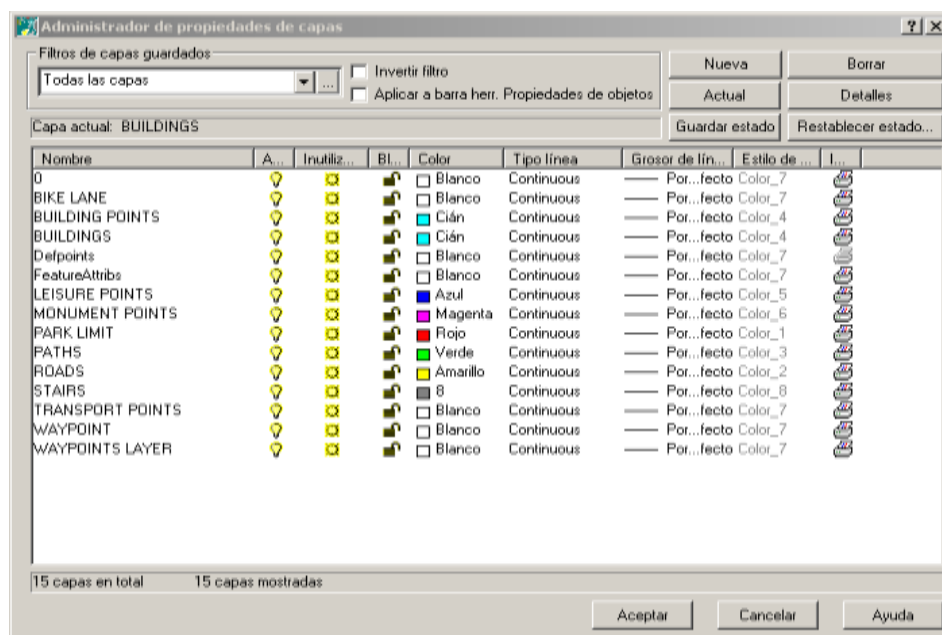 Administrador de propiedades de capas
Filtros de capas guardados
Todas las capas ...
Invertir filtro
Aplicar a barra herr. Propiedades de objetos
Nueva Borrar
Actual Detalles
Capa actual: BUILDINGS
Guardar estado Restablecer estado...
Nombre A... Inutiliz... Bl... Color Tipo línea Grosor de lín... Estilo de ... I...
0 Blanco Continuous Por...fecto Color_7
BIKE LANE Blanco Continuous Por...fecto Color_7
BUILDING POINTS Cián Continuous Por...fecto Color_4
BUILDINGS Cián Continuous Por...fecto Color_4
Defpoints Blanco Continuous Por...fecto Color_7
FeatureAttribs Blanco Continuous Por...fecto Color_7
LEISURE POINTS Azul Continuous Por...fecto Color_5
MONUMENT POINTS Magenta Continuous Por...fecto Color_6
PARK LIMIT Rojo Continuous Por...fecto Color_1
PATHS Verde Continuous Por...fecto Color_3
ROADS Amarillo Continuous Por...fecto Color_2
STAIRS 8 Continuous Por...fecto Color_8
TRANSPORT POINTS Blanco Continuous Por...fecto Color_7
WAYPOINT Blanco Continuous Por...fecto Color_7
WAYPOINTS LAYER Blanco Continuous Por...fecto Color_7
15 capas en total 15 capas mostradas
Aceptar Cancelar Ayuda